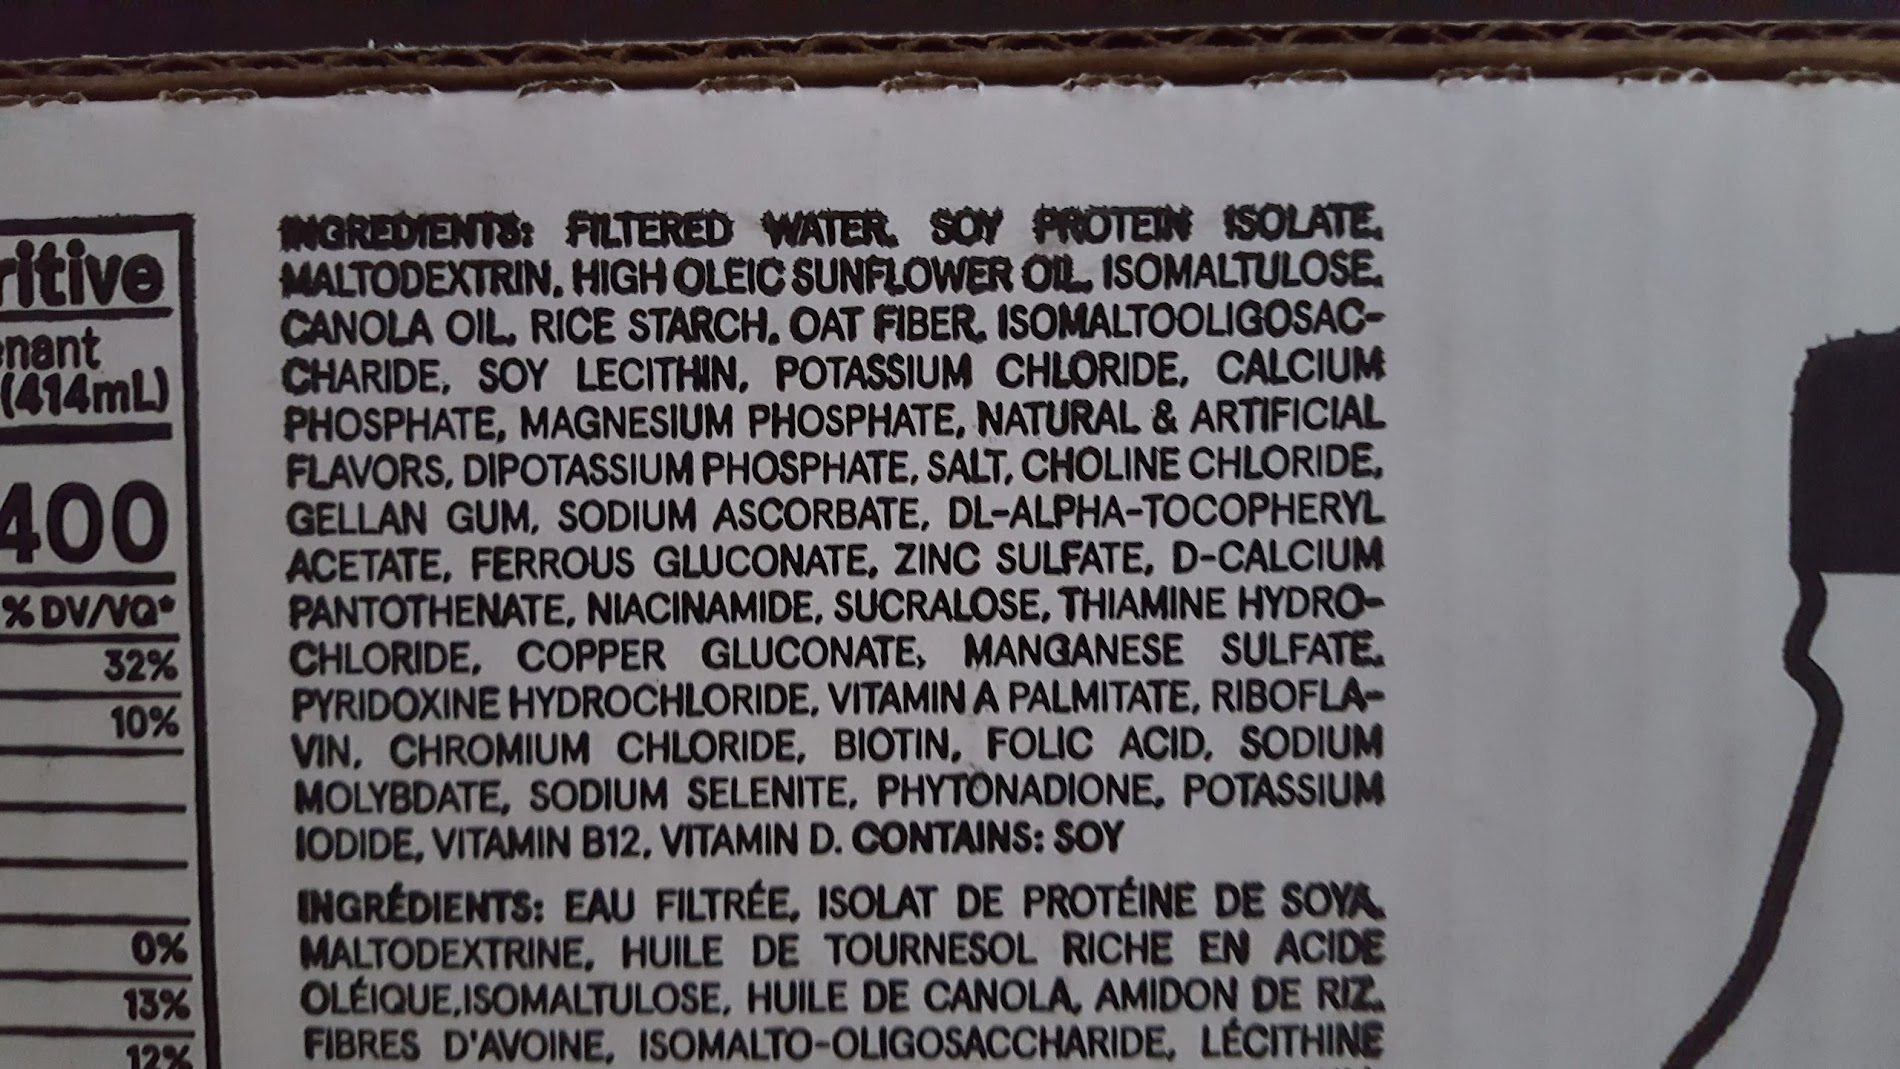 ritive
nant
(414mL)
400
% DV/VQ*
32%
10%
0%
13%
12%
INGREDIENTS: FILTERED WATER, SOY PROTEIN ISOLATE,
MALTODEXTRIN, HIGH OLEIC SUNFLOWER OIL, ISOMALTULOSE,
CANOLA OIL, RICE STARCH, OAT FIBER, ISOMALTOOLIGOSAC-
CHARIDE, SOY LECITHIN, POTASSIUM CHLORIDE, CALCIUM
PHOSPHATE, MAGNESIUM PHOSPHATE, NATURAL & ARTIFICIAL
FLAVORS, DIPOTASSIUM PHOSPHATE, SALT, CHOLINE CHLORIDE,
GELLAN GUM, SODIUM ASCORBATE, DL-ALPHA-TOCOPHERYL
ACETATE, FERROUS GLUCONATE, ZINC SULFATE, D-CALCIUM
PANTOTHENATE, NIACINAMIDE, SUCRALOSE, THIAMINE HYDRO-
CHLORIDE, COPPER GLUCONATE, MANGANESE SULFATE,
PYRIDOXINE HYDROCHLORIDE, VITAMIN A PALMITATE, RIBOFLA-
VIN, CHROMIUM CHLORIDE, BIOTIN, FOLIC ACID, SODIUM
MOLYBDATE, SODIUM SELENITE, PHYTONADIONE, POTASSIUM
IODIDE, VITAMIN B12, VITAMIN D. CONTAINS: SOY
INGRÉDIENTS: EAU FILTRÉE, ISOLAT DE PROTÉINE DE SOYA,
MALTODEXTRINE, HUILE DE TOURNESOL RICHE EN ACIDE
OLÉIQUE,ISOMALTULOSE, HUILE DE CANOLA, AMIDON DE RIZ,
FIBRES D'AVOINE, ISOMALTO-OLIGOSACCHARIDE, LÉCITHINE